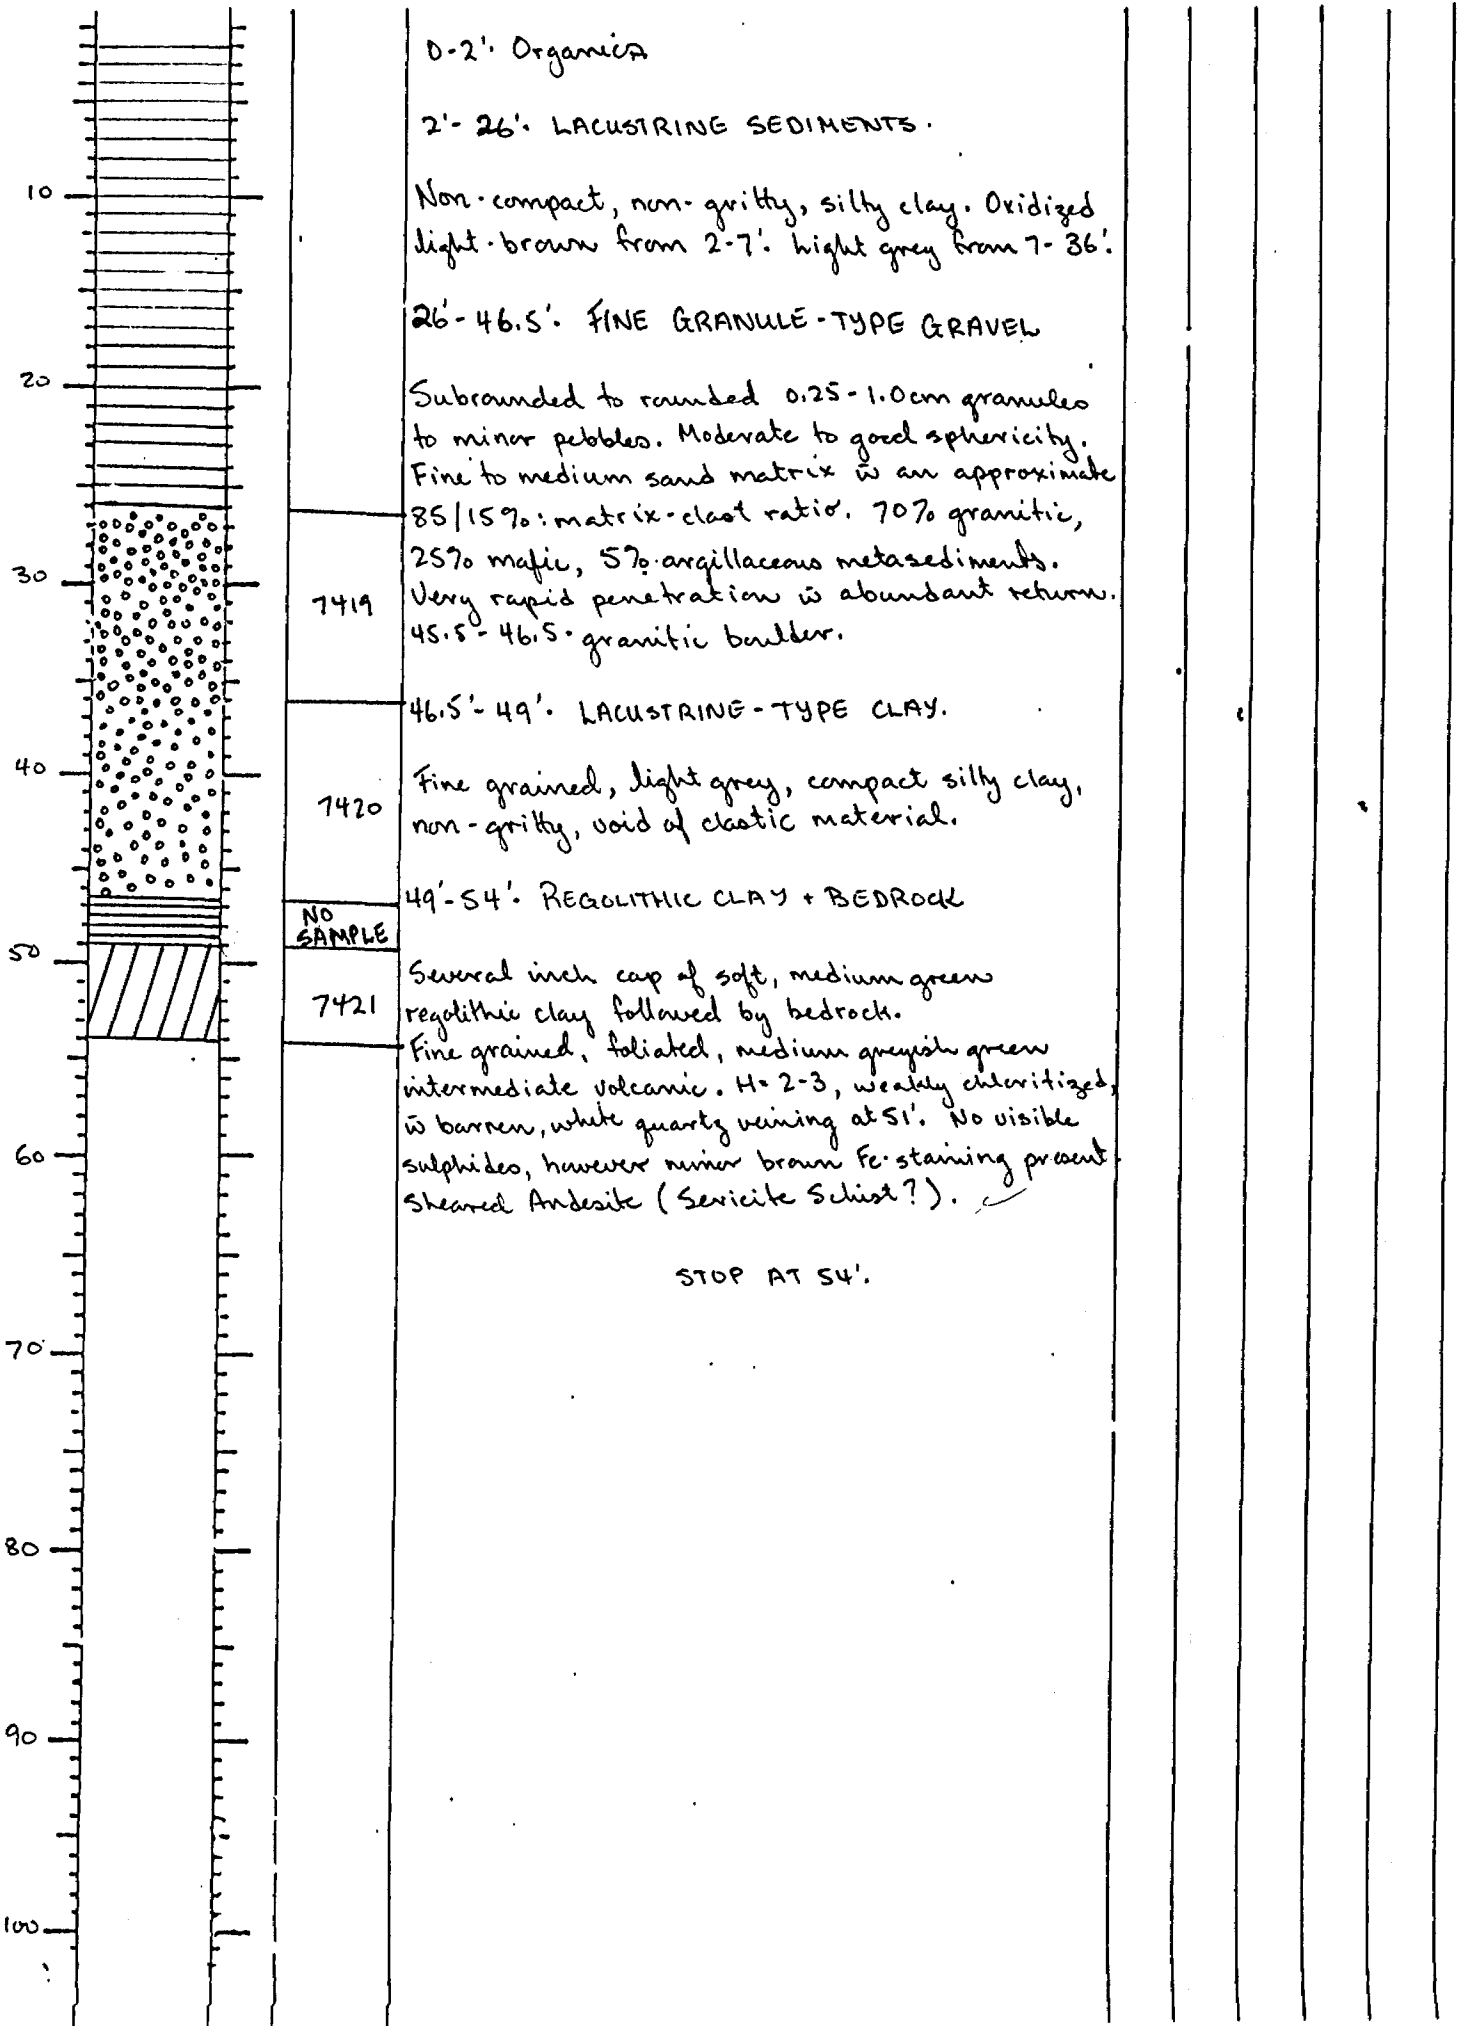 0-2': Organics
2'-26': LACUSTRINE SEDIMENTS.
10
Non-compact, non-gritty, silty clay. Oxidized
light-brown from 2-7'. Light grey from 7-36'.
26'-46.5': FINE GRANULE-TYPE GRAVEL
20
Subrounded to rounded 0.25-1.0cm granules
to minor pebbles. Moderate to good sphericity.
Fine to medium sand matrix w̄ an approximate
85/15%: matrix-clast ratio. 70% granitic,
25% mafic, 5% argillaceous metasediments.
30
7419
Very rapid penetration w̄ abundant return.
45.5-46.5: granitic boulder.
46.5'-49': LACUSTRINE-TYPE CLAY.
40
7420
Fine grained, light grey, compact silty clay,
non-gritty, void of clastic material.
49'-54': REGOLITHIC CLAY + BEDROCK
NO
SAMPLE
50
7421
Several inch cap of soft, medium green
regolithic clay followed by bedrock.
Fine grained, foliated, medium greyish green
intermediate volcanic. H= 2-3, weakly chloritized,
w̄ barren, white quartz veining at 51'. No visible
60
sulphides, however minor brown Fe-staining present.
Sheared Andesite (Sericite Schist?).
STOP AT 54'.
70
80
90
100